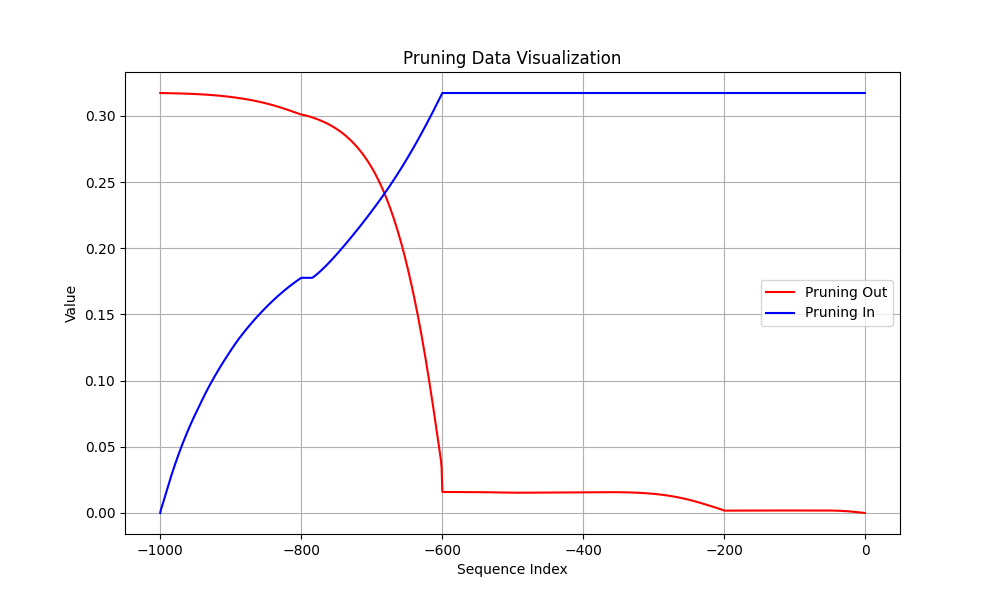 Pruning Data Visualization
Value
0.30
0.25
0.20
0.15
0.10
0.05
0.00
Pruning Out
Pruning In
−1000 −800 −600 −400 −200 0
Sequence Index